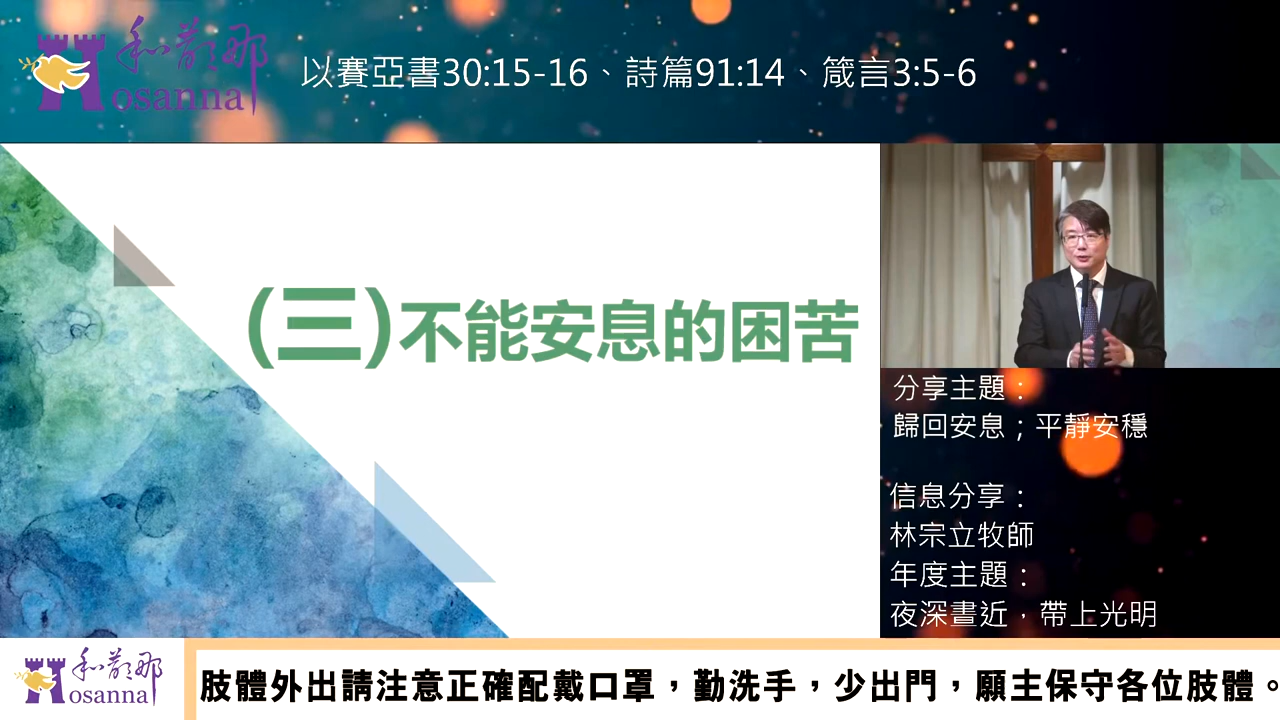 和散那
osanna
以賽亞書30:15-16、詩篇91:14、箴言3:5-6
(三)不能安息的困苦
分享主題：
歸回安息；平靜安穩
信息分享：
林宗立牧師
年度主題：
夜深晝近，帶上光明
和散那
osanna
肢體外出請注意正確配戴口罩，勤洗手，少出門，願主保守各位肢體。